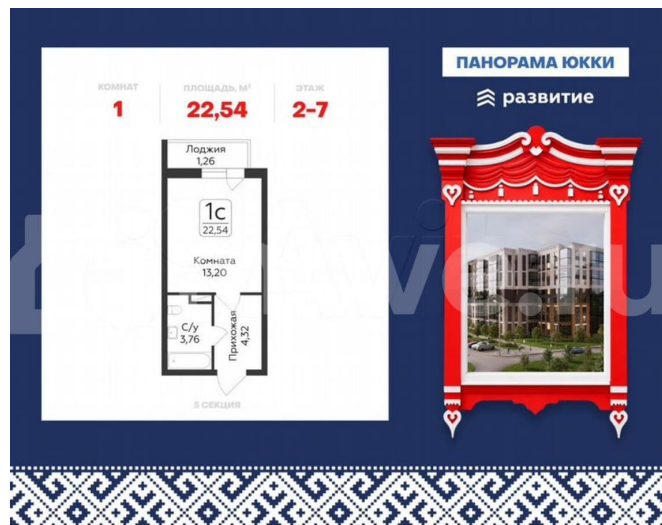 КОМНАТ
1
ПЛОЩАДЬ, М²
22,54
ЭТАЖ
2-7
ПАНОРАМА ЮККИ
развитие
Лоджия
1,26
1С
22,54
Комната
13,20
С/у
3,76
Прихожая
4,32
5 СЕКЦИЯ